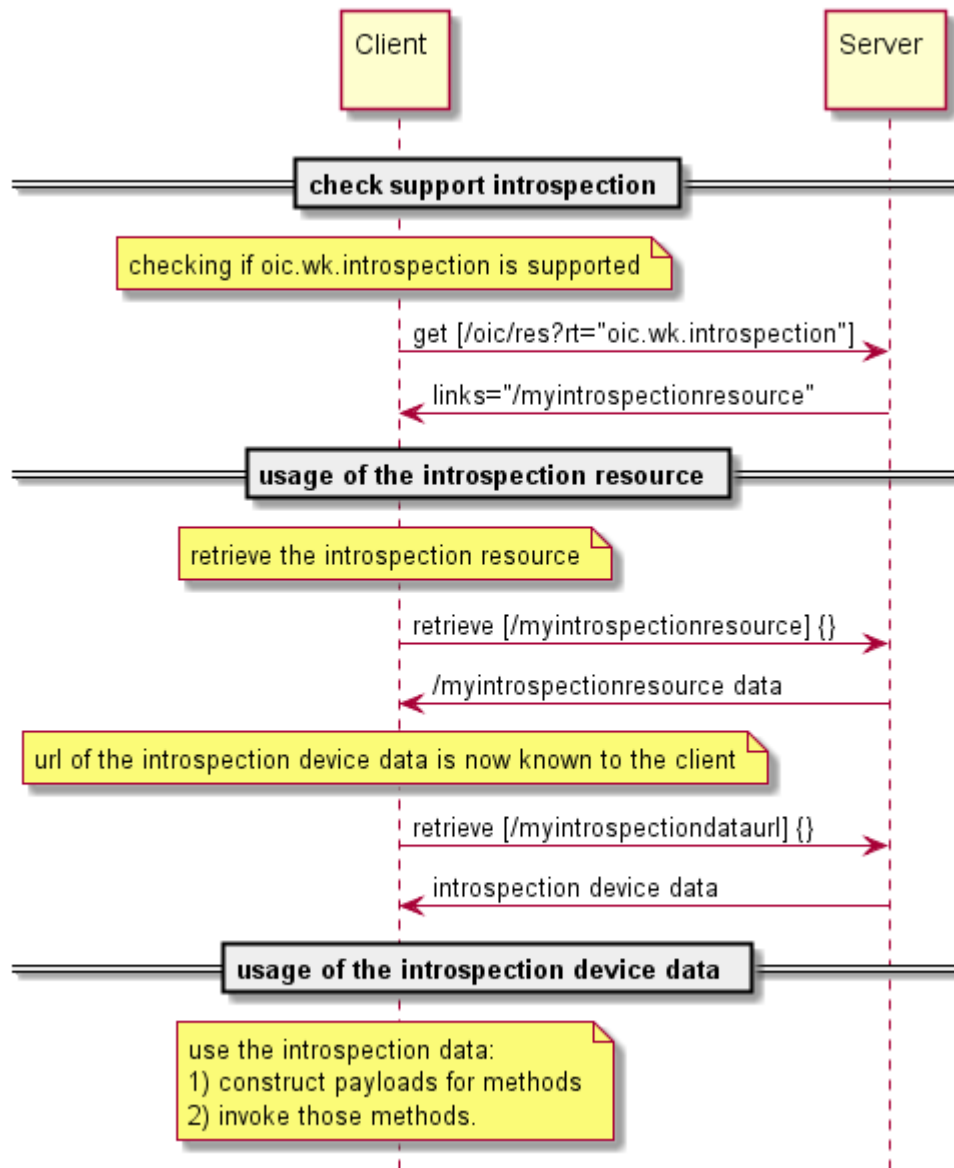 Client
Server
check support introspection
checking if oic.wk.introspection is supported
get [/oic/res?rt="oic.wk.introspection"]
links="/myintrospectionresource"
usage of the introspection resource
retrieve the introspection resource
retrieve [/myintrospectionresource] {}
/myintrospectionresource data
url of the introspection device data is now known to the client
retrieve [/myintrospectiondataurl] {}
introspection device data
usage of the introspection device data
use the introspection data:
1) construct payloads for methods
2) invoke those methods.